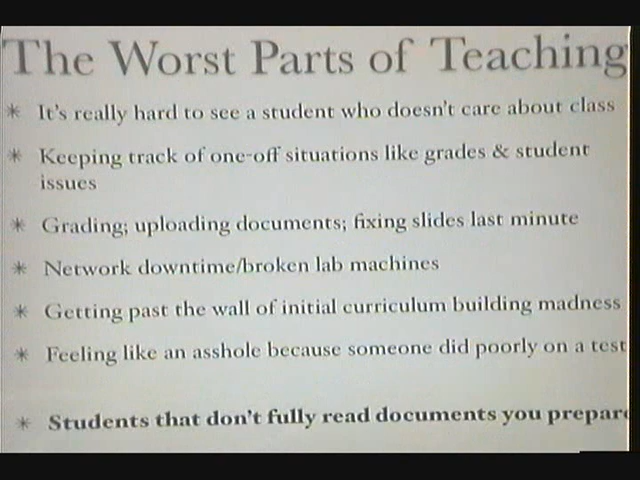 The Worst Parts of Teaching
* It's really hard to see a student who doesn't care about class
* Keeping track of one-off situations like grades & student
issues
* Grading; uploading documents; fixing slides last minute
* Network downtime/broken lab machines
* Getting past the wall of initial curriculum building madness
* Feeling like an asshole because someone did poorly on a test
* Students that don't fully read documents you prepare